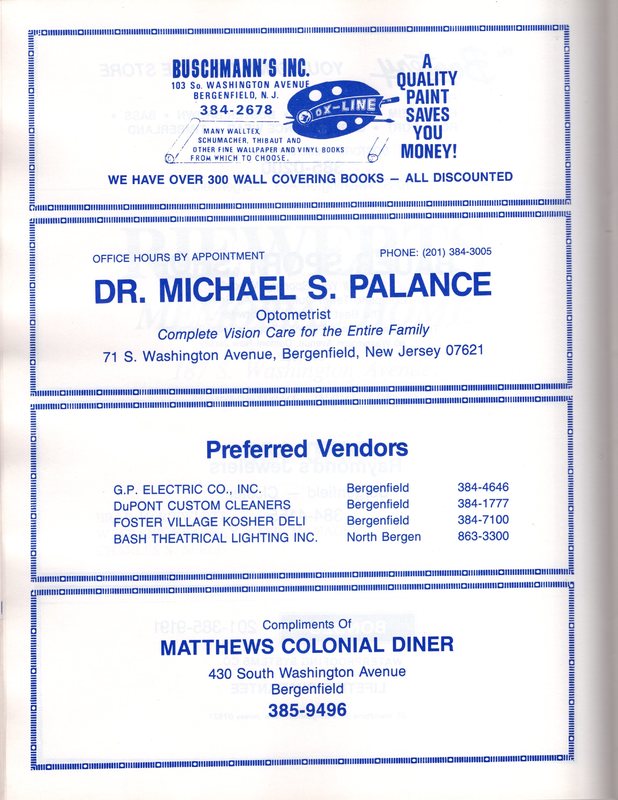 BUSCHMANN'S INC.
103 So. WASHINGTON AVENUE
BERGENFIELD, N. J.
384-2678
MANY WALLTEX,
SCHUMACHER, THIBAUT AND
OTHER FINE WALLPAPER AND VINYL BOOKS
FROM WHICH TO CHOOSE.
OX-LINE
A
QUALITY
PAINT
SAVES
YOU
MONEY!
WE HAVE OVER 300 WALL COVERING BOOKS — ALL DISCOUNTED
OFFICE HOURS BY APPOINTMENT PHONE: (201) 384-3005
DR. MICHAEL S. PALANCE
Optometrist
Complete Vision Care for the Entire Family
71 S. Washington Avenue, Bergenfield, New Jersey 07621
Preferred Vendors
G.P. ELECTRIC CO., INC. Bergenfield 384-4646
DuPONT CUSTOM CLEANERS Bergenfield 384-1777
FOSTER VILLAGE KOSHER DELI Bergenfield 384-7100
BASH THEATRICAL LIGHTING INC. North Bergen 863-3300
Compliments Of
MATTHEWS COLONIAL DINER
430 South Washington Avenue
Bergenfield
385-9496